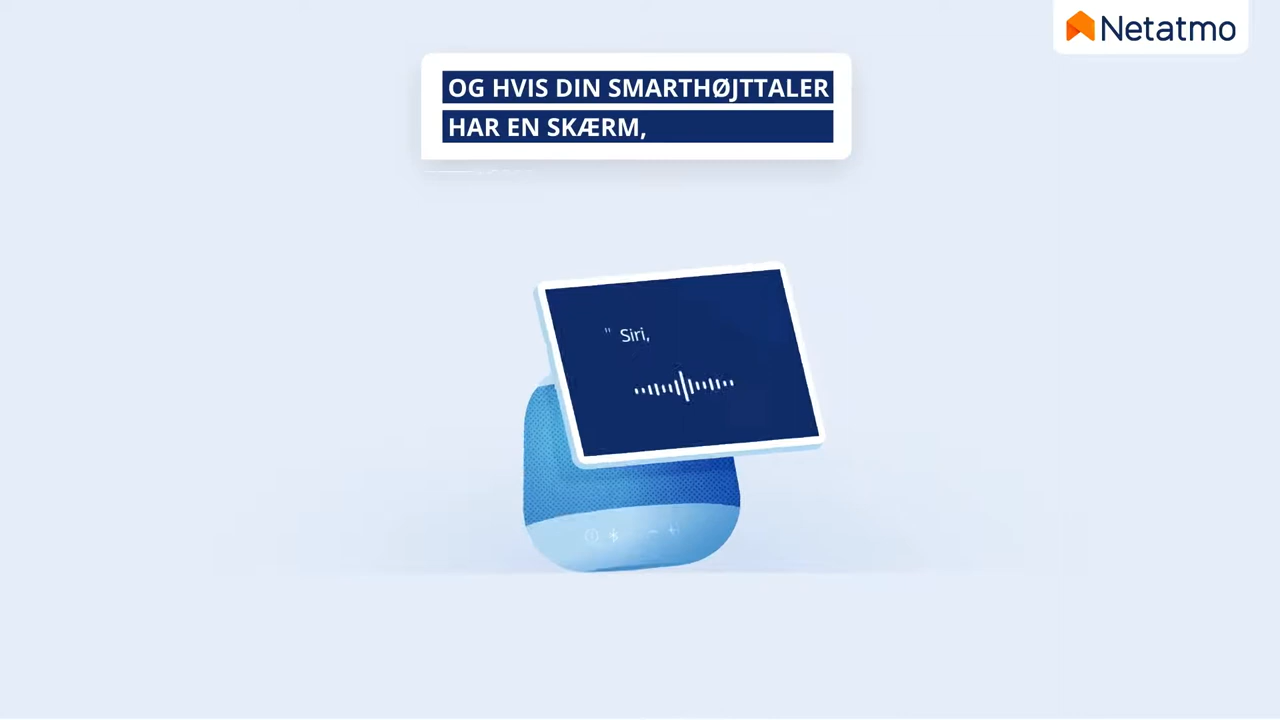 Netatmo
OG HVIS DIN SMARTHØJTTALER
HAR EN SKÆRM,
" Siri,